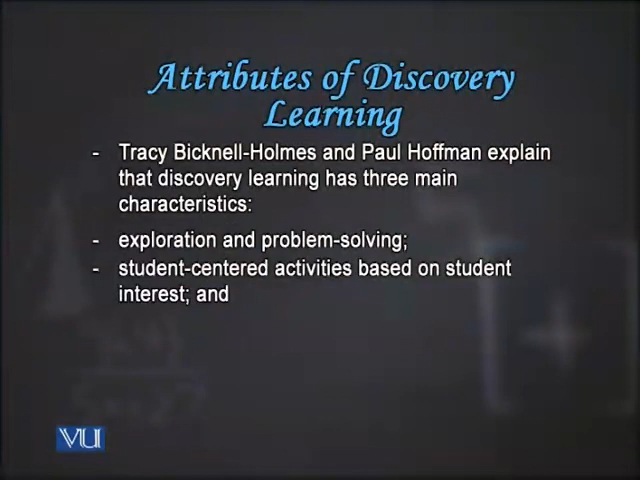 Attributes of Discovery
Learning
- Tracy Bicknell-Holmes and Paul Hoffman explain
that discovery learning has three main
characteristics:
- exploration and problem-solving;
- student-centered activities based on student
interest; and
VU